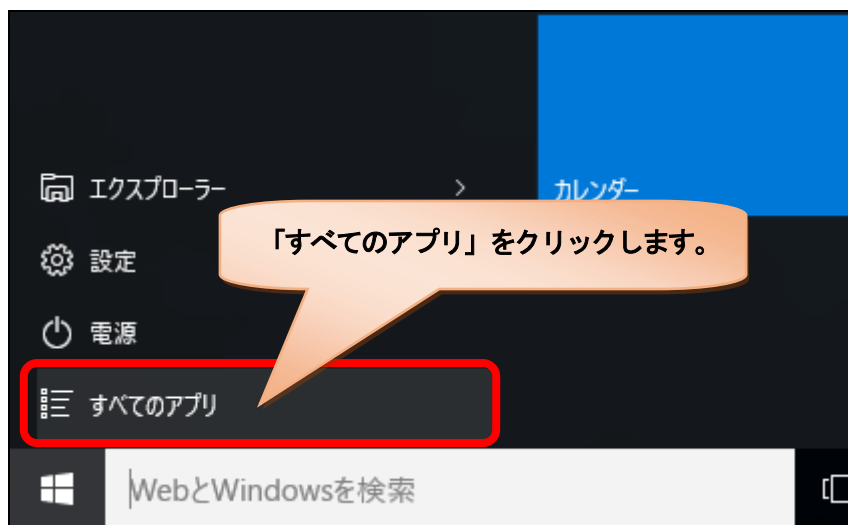 エクスプローラー
カレンダー
「すべてのアプリ」をクリックします。
設定
電源
すべてのアプリ
WebとWindowsを検索